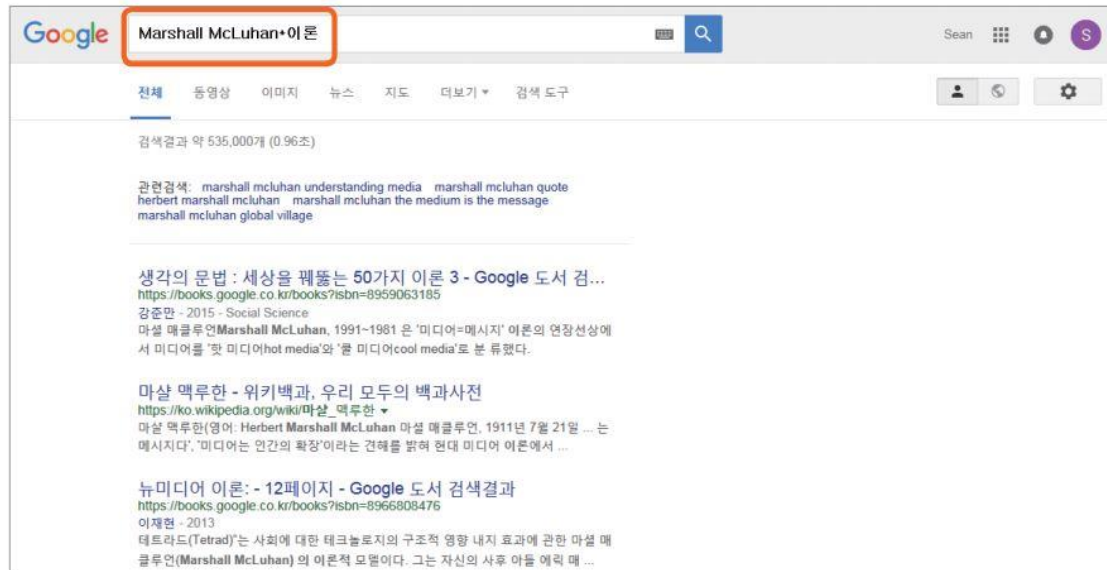 Google
Marshall McLuhan+이론
Sean
S
전체 동영상 이미지 뉴스 지도 더보기 검색 도구
검색결과 약 535,000개 (0.96초)
관련검색: marshall mcluhan understanding media marshall mcluhan quote
herbert marshall mcluhan marshall mcluhan the medium is the message
marshall mcluhan global village
생각의 문법 : 세상을 꿰뚫는 50가지 이론 3 - Google 도서 검...
https://books.google.co.kr/books?isbn=8959063185
강준만 - 2015 - Social Science
마셜 매클루언Marshall McLuhan, 1991~1981 은 '미디어=메시지' 이론의 연장선상에
서 미디어를 '핫 미디어hot media'와 '쿨 미디어cool media'로 분 류했다.
마샬 맥루한 - 위키백과, 우리 모두의 백과사전
https://ko.wikipedia.org/wiki/마샬_맥루한
마샬 맥루한(영어: Herbert Marshall McLuhan 마셜 매클루언, 1911년 7월 21일 ... 는
메시지다', '미디어는 인간의 확장'이라는 견해를 밝혀 현대 미디어 이론에서 ...
뉴미디어 이론: - 12페이지 - Google 도서 검색결과
https://books.google.co.kr/books?isbn=8966808476
이재현 - 2013
테트라드(Tetrad)"는 사회에 대한 테크놀로지의 구조적 영향 내지 효과에 관한 마셜 매
클루언(Marshall McLuhan) 의 이론적 모델이다. 그는 자신의 사후 아들 에릭 매 ...